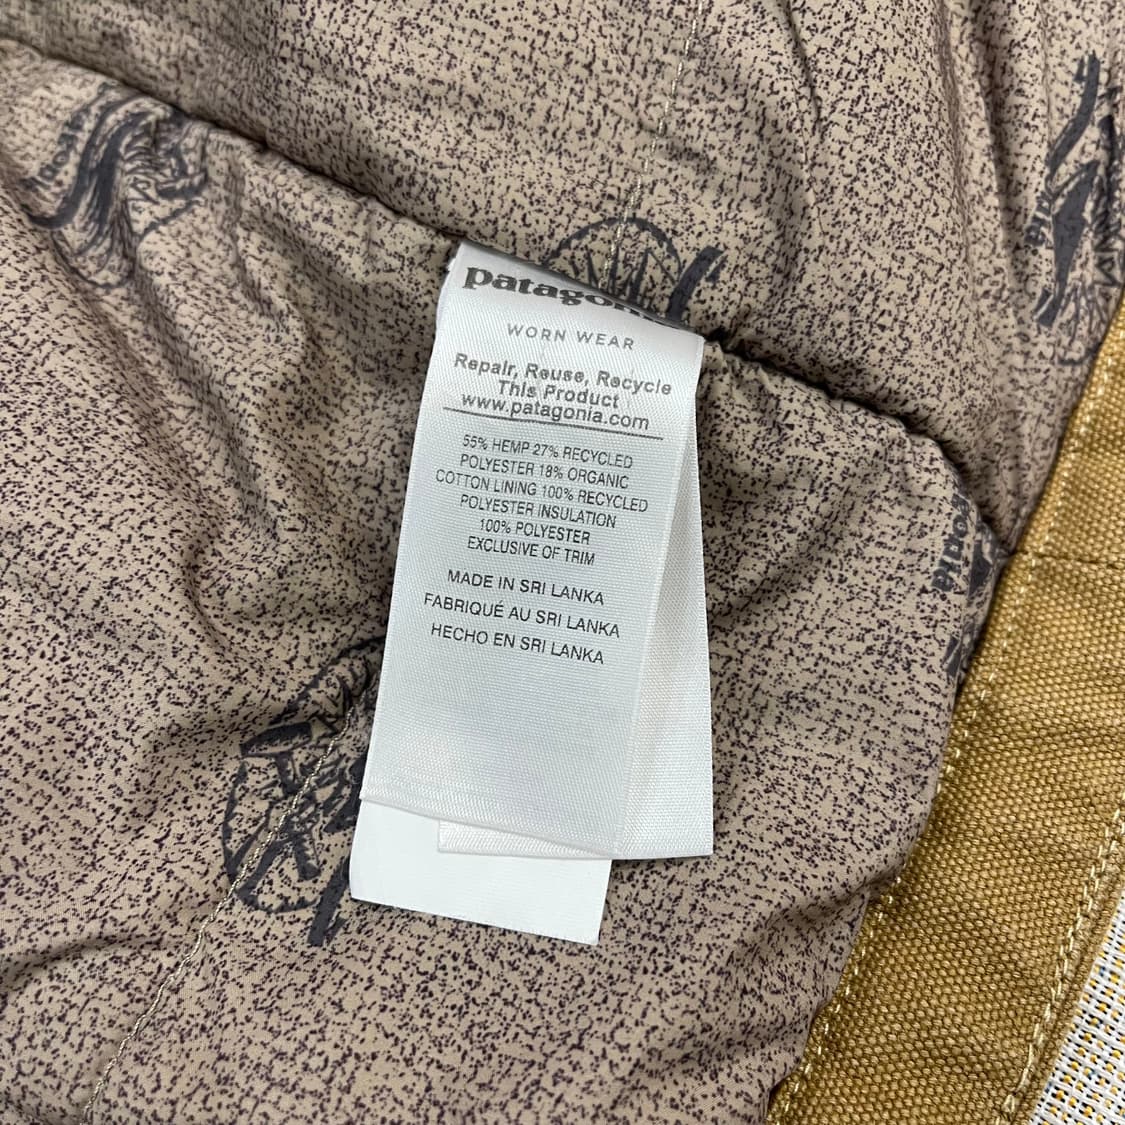 patagonia
WORN WEAR
Repair, Reuse, Recycle
This Product
www.patagonia.com
55% HEMP 27% RECYCLED
POLYESTER 18% ORGANIC
COTTON LINING 100% RECYCLED
POLYESTER INSULATION
100% POLYESTER
EXCLUSIVE OF TRIM
MADE IN SRI LANKA
FABRIQUÉ AU SRI LANKA
HECHO EN SRI LANKA